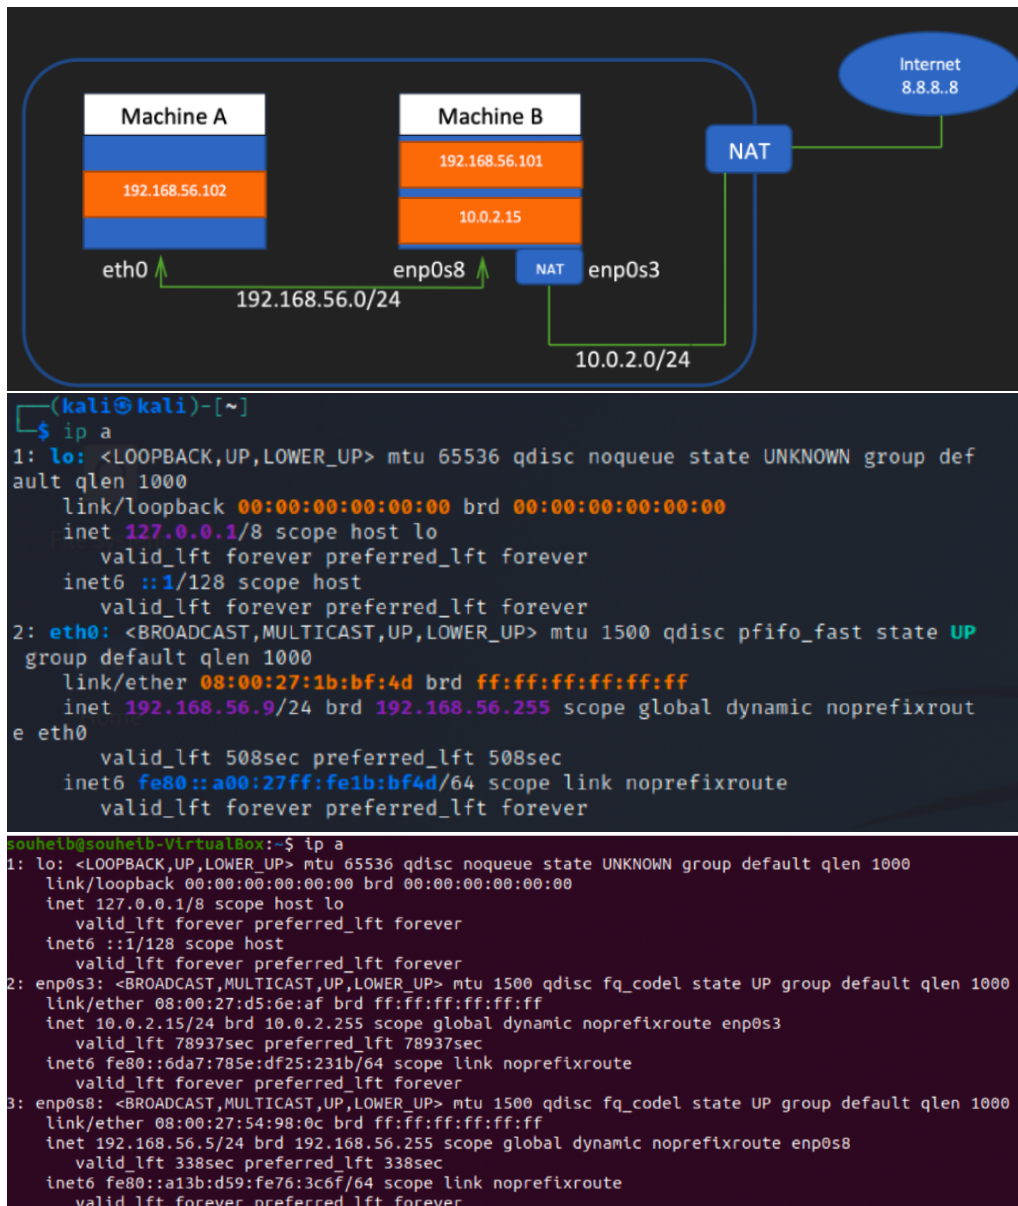 Machine A
192.168.56.102
eth0
Machine B
192.168.56.101
10.0.2.15
enp0s8
NAT
enp0s3
192.168.56.0/24
10.0.2.0/24
NAT
Internet
8.8.8..8
(kali㉿kali)-[~]
$ ip a
1: lo: <LOOPBACK,UP,LOWER_UP> mtu 65536 qdisc noqueue state UNKNOWN group def
ault qlen 1000
link/loopback 00:00:00:00:00:00 brd 00:00:00:00:00:00
inet 127.0.0.1/8 scope host lo
valid_lft forever preferred_lft forever
inet6 ::1/128 scope host
valid_lft forever preferred_lft forever
2: eth0: <BROADCAST,MULTICAST,UP,LOWER_UP> mtu 1500 qdisc pfifo_fast state UP
group default qlen 1000
link/ether 08:00:27:1b:bf:4d brd ff:ff:ff:ff:ff:ff
inet 192.168.56.9/24 brd 192.168.56.255 scope global dynamic noprefixrout
e eth0
valid_lft 508sec preferred_lft 508sec
inet6 fe80::a00:27ff:fe1b:bf4d/64 scope link noprefixroute
valid_lft forever preferred_lft forever
souheib@souheib-VirtualBox:~$ ip a
1: lo: <LOOPBACK,UP,LOWER_UP> mtu 65536 qdisc noqueue state UNKNOWN group default qlen 1000
link/loopback 00:00:00:00:00:00 brd 00:00:00:00:00:00
inet 127.0.0.1/8 scope host lo
valid_lft forever preferred_lft forever
inet6 ::1/128 scope host
valid_lft forever preferred_lft forever
2: enp0s3: <BROADCAST,MULTICAST,UP,LOWER_UP> mtu 1500 qdisc fq_codel state UP group default qlen 1000
link/ether 08:00:27:d5:6e:af brd ff:ff:ff:ff:ff:ff
inet 10.0.2.15/24 brd 10.0.2.255 scope global dynamic noprefixroute enp0s3
valid_lft 78937sec preferred_lft 78937sec
inet6 fe80::6da7:785e:df25:231b/64 scope link noprefixroute
valid_lft forever preferred_lft forever
3: enp0s8: <BROADCAST,MULTICAST,UP,LOWER_UP> mtu 1500 qdisc fq_codel state UP group default qlen 1000
link/ether 08:00:27:54:98:0c brd ff:ff:ff:ff:ff:ff
inet 192.168.56.5/24 brd 192.168.56.255 scope global dynamic noprefixroute enp0s8
valid_lft 338sec preferred_lft 338sec
inet6 fe80::a13b:d59:fe76:3c6f/64 scope link noprefixroute
valid_lft forever preferred_lft forever